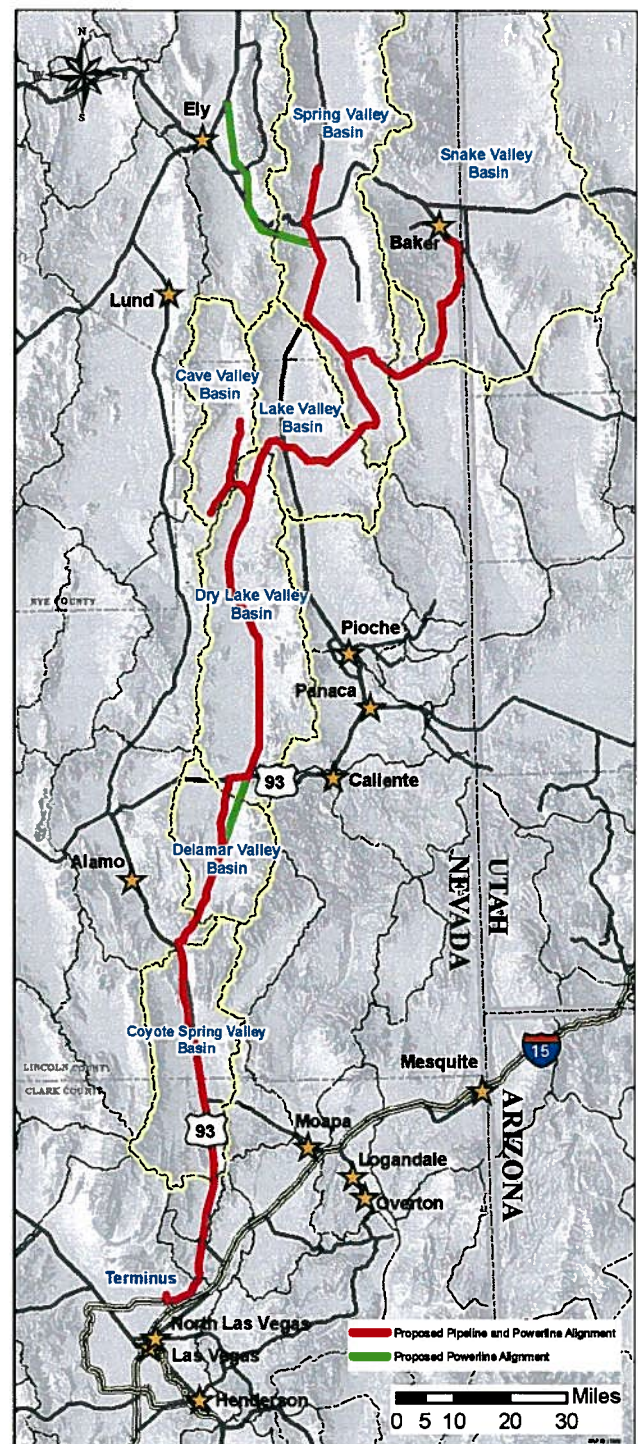 N
W
E
S
Ely
Spring Valley
Basin
Snake Valley
Basin
Baker
Lund
Cave Valley
Basin
Lake Valley
Basin
NYE COUNTY
Dry Lake Valley
Basin
Pioche
Panaca
93
Caliente
Delamar Valley
Basin
Alamo
UTAH
NEVADA
Coyote Spring Valley
Basin
LINCOLN COUNTY
CLARK COUNTY
15
Mesquite
ARIZONA
93
Moapa
Logandale
Overton
Terminus
North Las Vegas
Las Vegas
Henderson
Proposed Pipeline and Powerline Alignment
Proposed Powerline Alignment
Miles
0 5 10 20 30